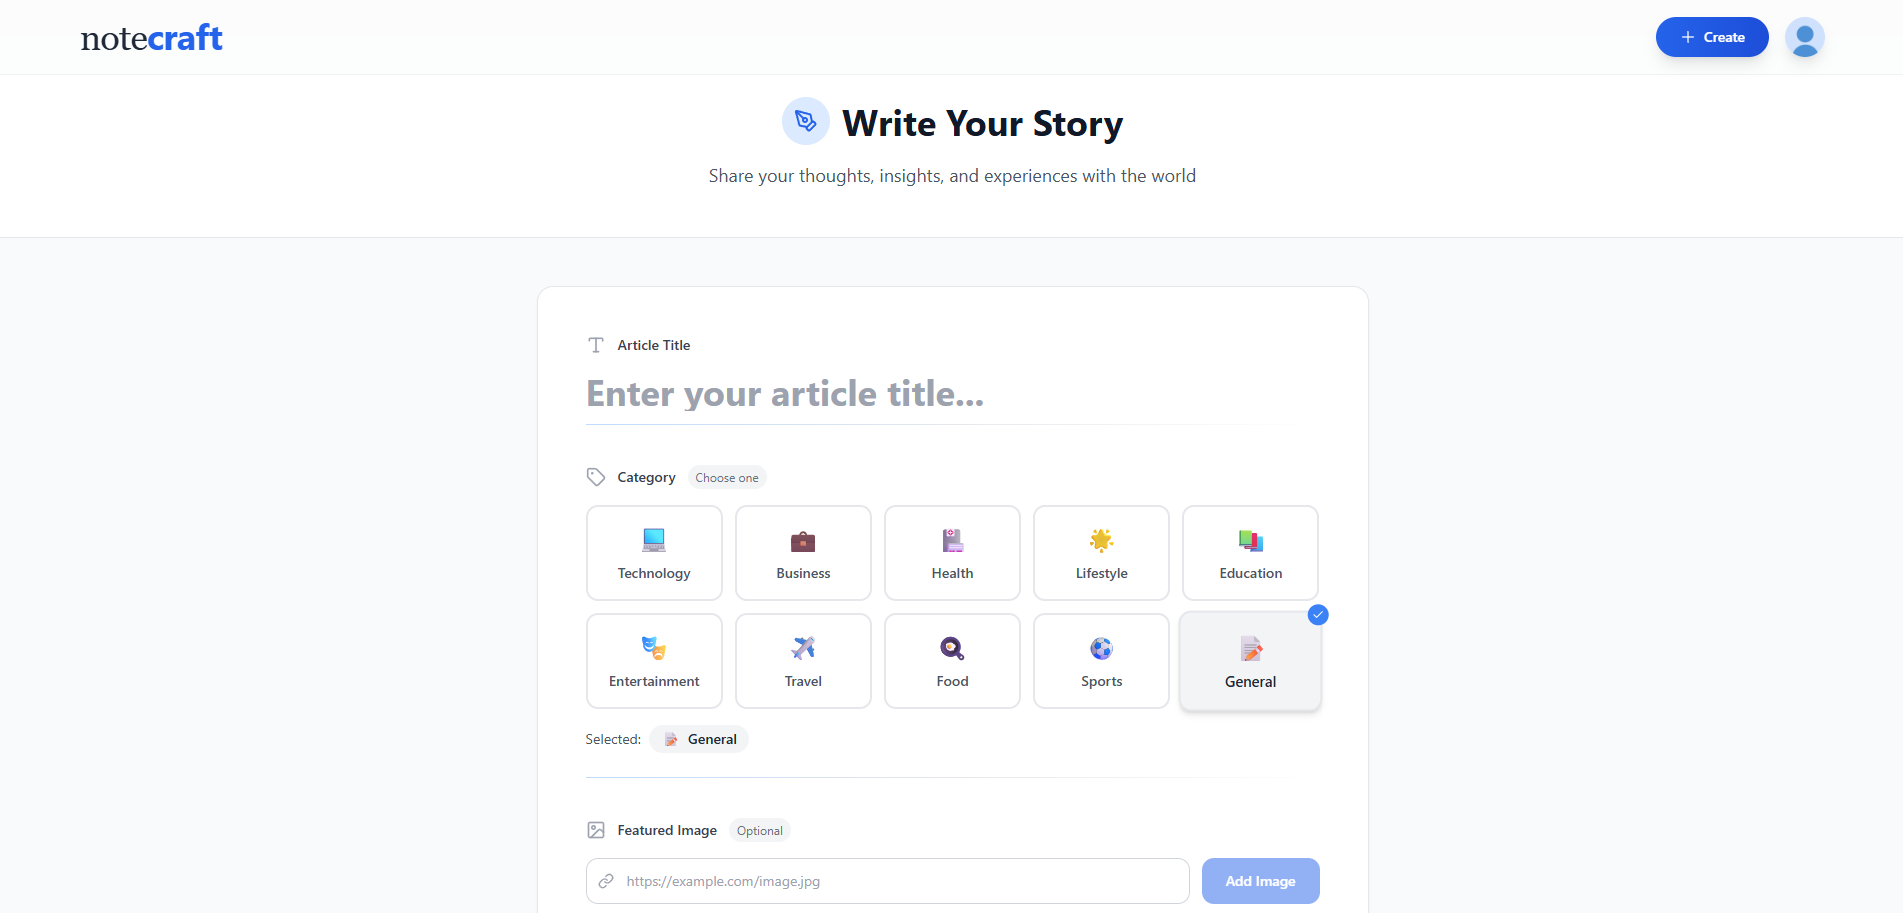 notecraft
Create
Write Your Story
Share your thoughts, insights, and experiences with the world
Article Title
Enter your article title...
Category Choose one
Technology Business Health Lifestyle Education
Entertainment Travel Food Sports General
Selected: General
Featured Image Optional
https://example.com/image.jpg Add Image